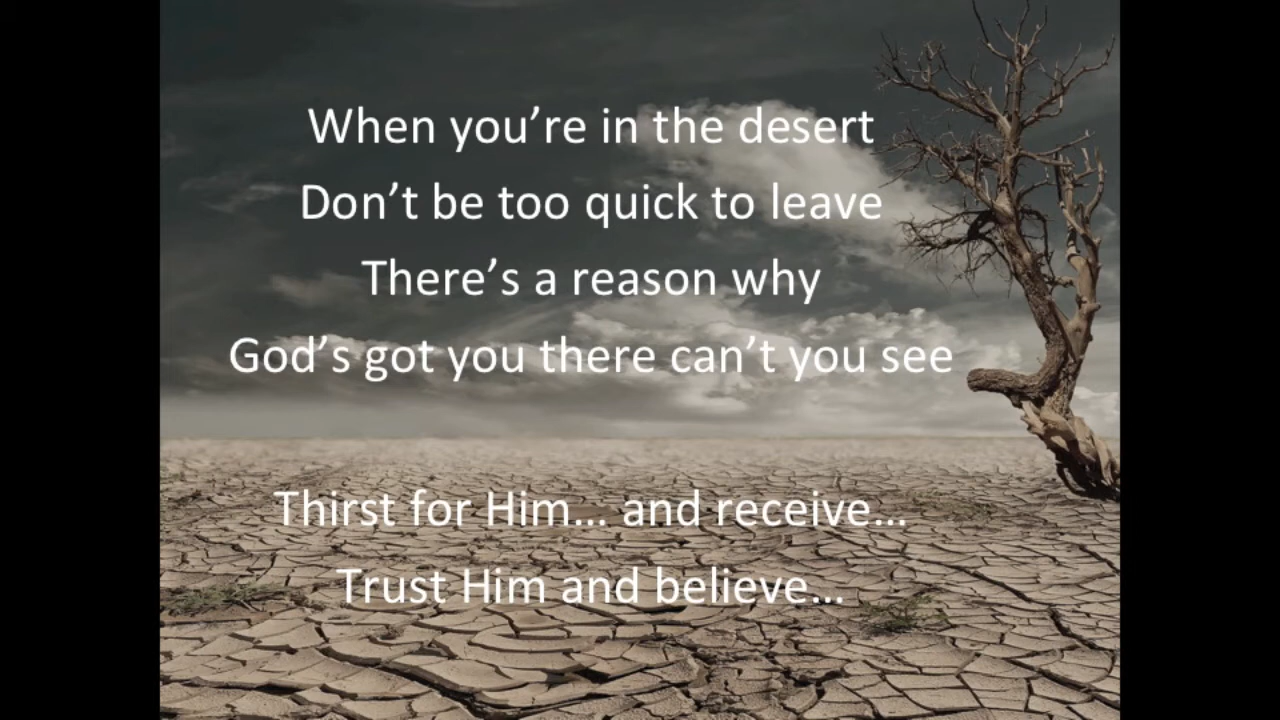 When you’re in the desert
Don’t be too quick to leave
There’s a reason why
God’s got you there can’t you see
Thirst for Him... and receive...
Trust Him and believe...